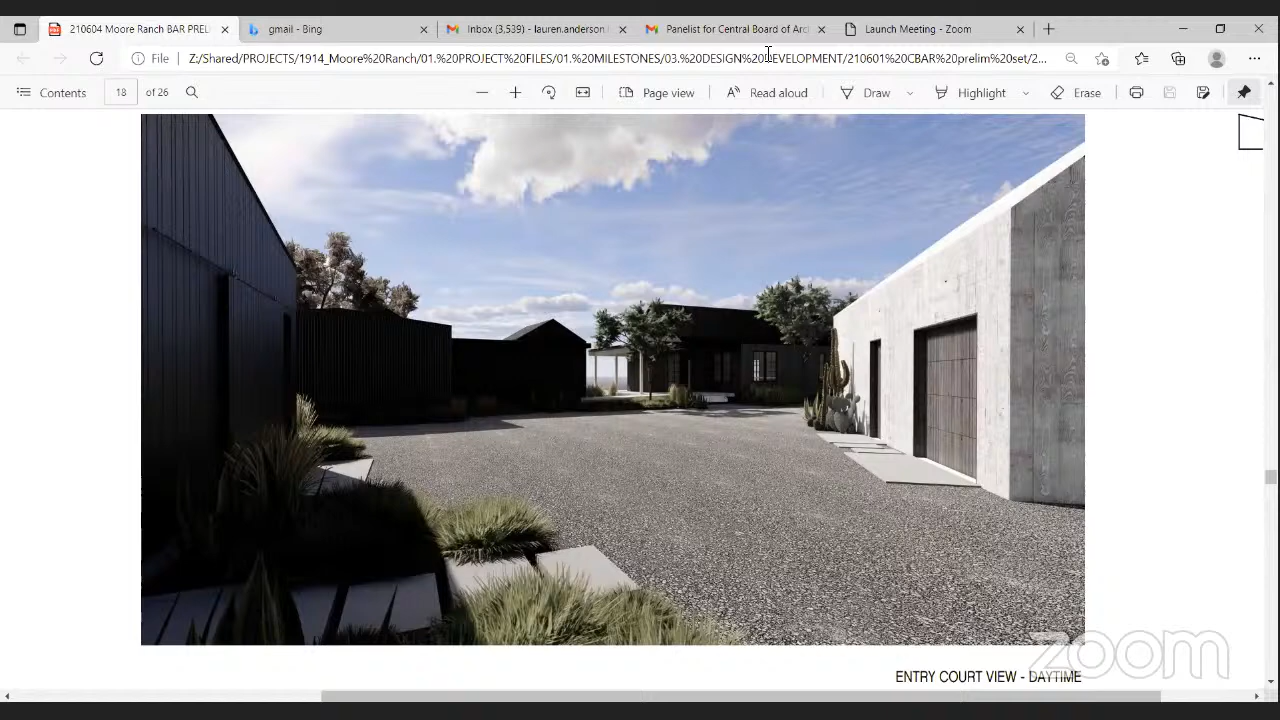 210604 Moore Ranch BAR PREL
gmail - Bing
Inbox (3,539) - lauren.anderson
Panelist for Central Board of Arc
Launch Meeting - Zoom
File
Z:/Shared/PROJECTS/1914_Moore%20Ranch/01.%20PROJECT%20FILES/01.%20MILESTONES/03.%20DESIGN%20DEVELOPMENT/210601%20CBAR%20prelim%20set/2...
Contents
18
of 26
Page view
Read aloud
Draw
Highlight
Erase
zoom
ENTRY COURT VIEW - DAYTIME